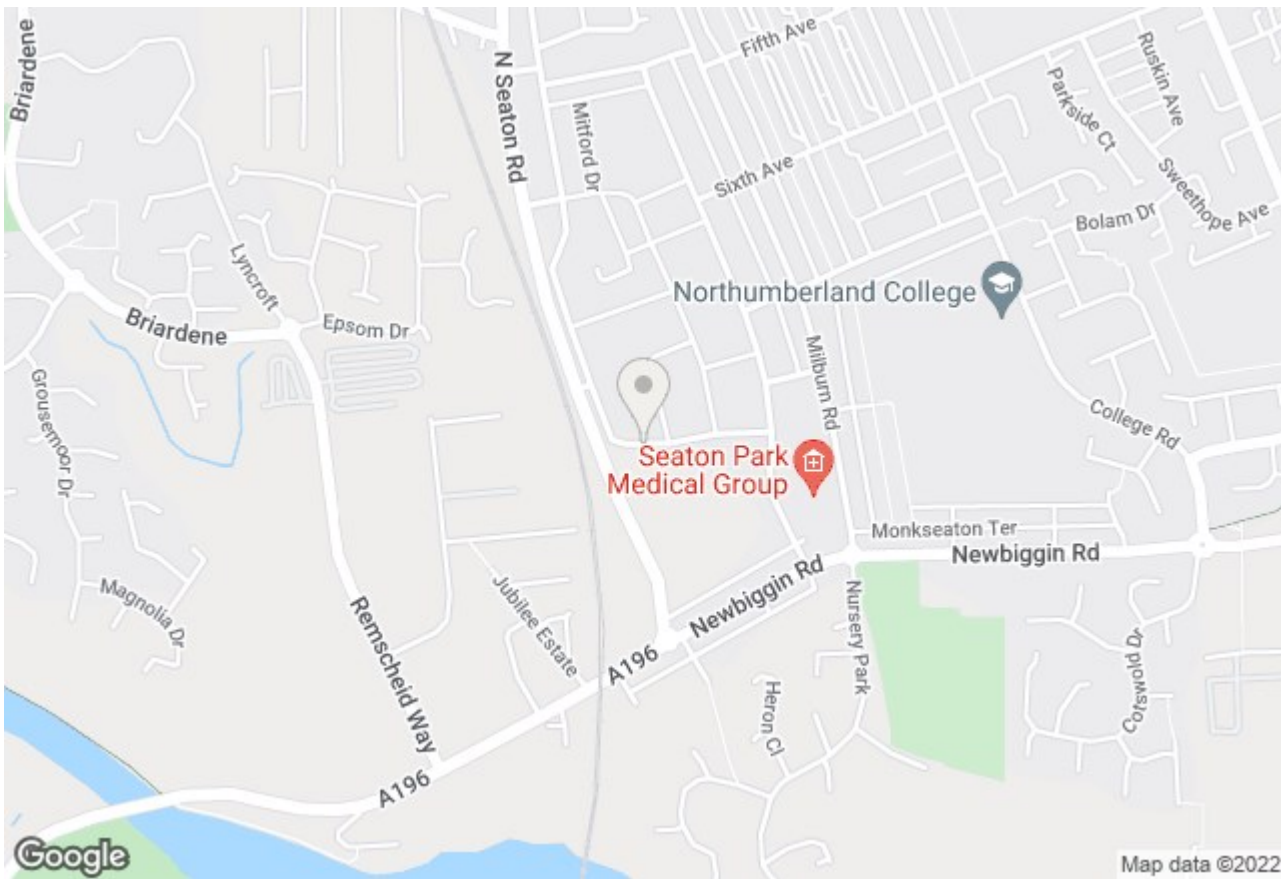 Briardene
N Seaton Rd
Fifth Ave
Ruskin Ave
Parkside Ct
Mitford Dr
Sixth Ave
Sweethope Ave
Bolam Dr
Lyncroft
Northumberland College
Briardene
Epsom Dr
Milburn Rd
Grousemoor Dr
College Rd
Seaton Park
Medical Group
Monkseaton Ter
Newbiggin Rd
Magnolia Dr
Jubilee Estate
Newbiggin Rd
Remscheid Way
Nursery Park
Cotswold Dr
A196
Heron Cl
A196
Google
Map data ©2022